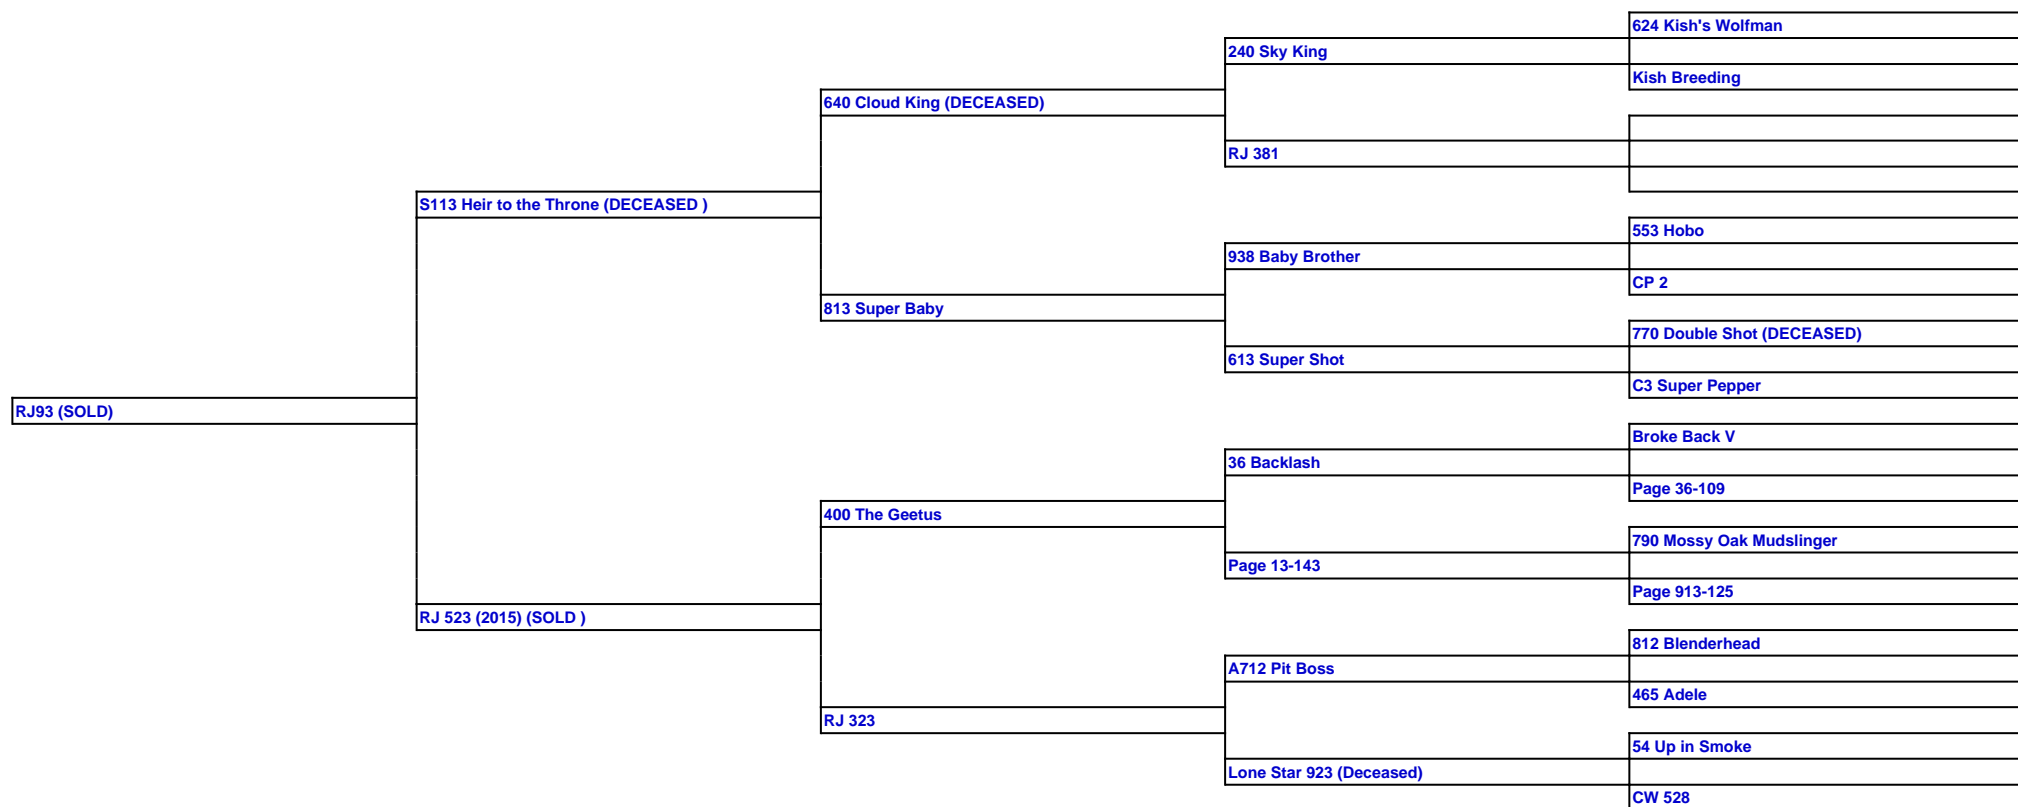 624 Kish's Wolfman
240 Sky King
Kish Breeding
640 Cloud King (DECEASED)
RJ 381
S113 Heir to the Throne (DECEASED )
553 Hobo
938 Baby Brother
CP 2
813 Super Baby
770 Double Shot (DECEASED)
613 Super Shot
C3 Super Pepper
RJ93 (SOLD)
Broke Back V
36 Backlash
Page 36-109
400 The Geetus
790 Mossy Oak Mudslinger
Page 13-143
Page 913-125
RJ 523 (2015) (SOLD )
812 Blenderhead
A712 Pit Boss
465 Adele
RJ 323
54 Up in Smoke
Lone Star 923 (Deceased)
CW 528